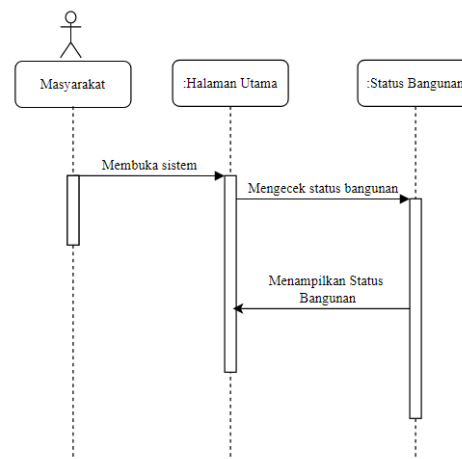 Masyarakat
:Halaman Utama
:Status Bangunan
Membuka sistem
Mengecek status bangunan
Menampilkan Status
Bangunan